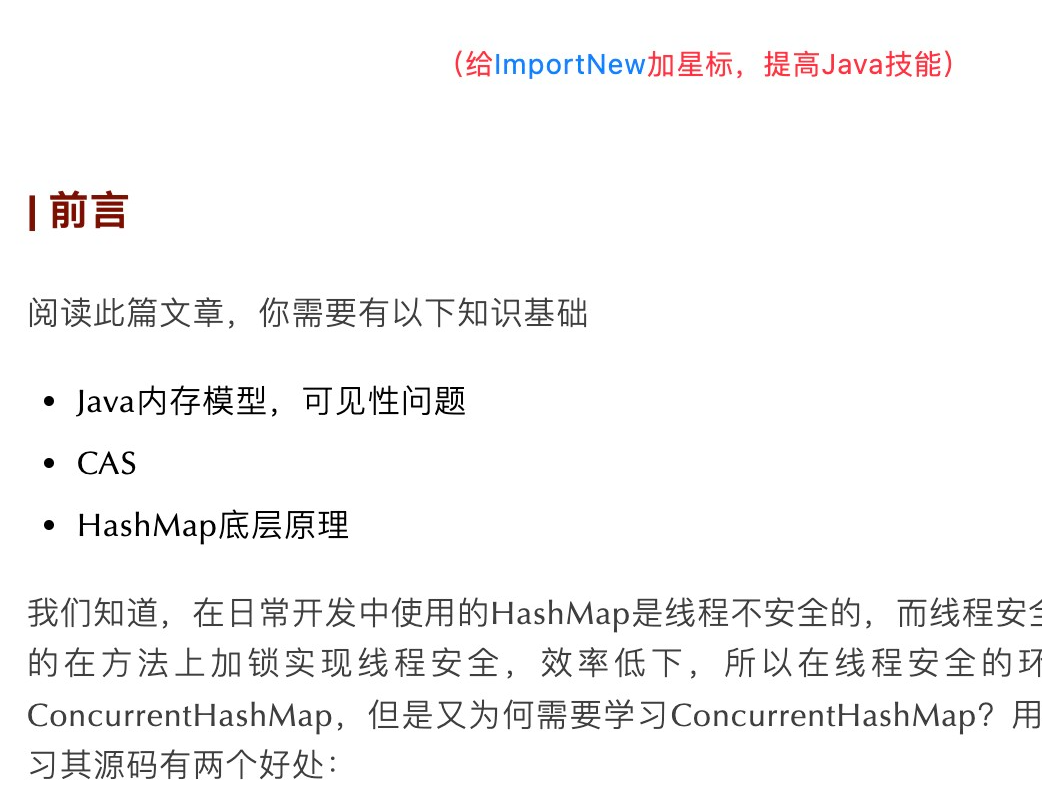 （给ImportNew加星标，提高Java技能）
| 前言
阅读此篇文章，你需要有以下知识基础
• Java内存模型，可见性问题
• CAS
• HashMap底层原理
我们知道，在日常开发中使用的HashMap是线程不安全的，而线程安全
的在方法上加锁实现线程安全，效率低下，所以在线程安全的环
ConcurrentHashMap，但是又为何需要学习ConcurrentHashMap？用
习其源码有两个好处：